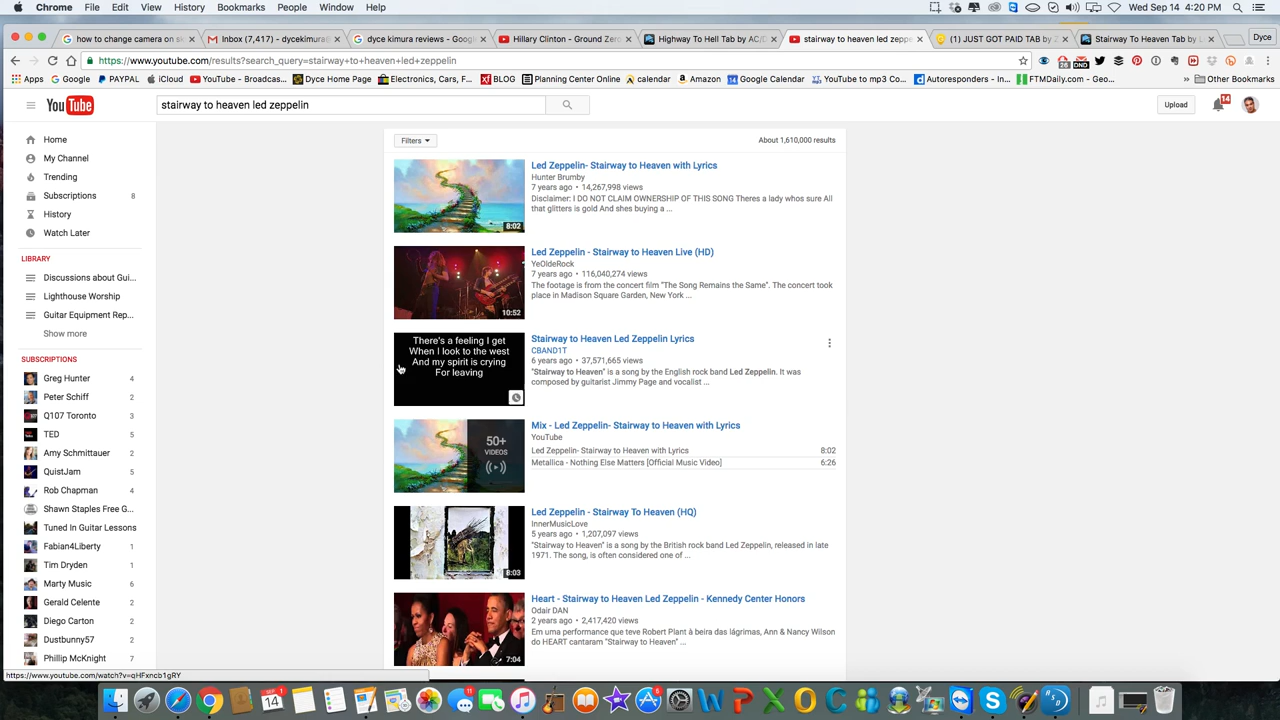 Chrome File Edit View History Bookmarks People Window Help Wed Sep 14 4:20 PM
how to change camera on s Inbox (7,417) - dycekimura@ dyce kimura reviews - Goog Hillary Clinton - Ground Zer Highway To Hell Tab by AC/D stairway to heaven led zeppe (1) JUST GOT PAID TAB by Z Stairway To Heaven Tab by L Dyce
https://www.youtube.com/results?search_query=stairway+to+heaven+led+zeppelin
Apps Google PAYPAL iCloud YouTube - Broadcas... Dyce Home Page Electronics, Cars, F... BLOG Planning Center Online calendar Amazon Google Calendar YouTube to mp3 Co... Autoresponders - In... FTMDaily.com - Geo... » Other Bookmarks
YouTube stairway to heaven led zeppelin Upload 14
Home
My Channel
Trending
Subscriptions 8
History
Watch Later
LIBRARY
Discussions about Gui...
Lighthouse Worship
Guitar Equipment Rep...
Show more
SUBSCRIPTIONS
Greg Hunter 4
Peter Schiff 2
Q107 Toronto 3
TED 5
Amy Schmittauer 2
QuistJam 5
Rob Chapman 4
Shawn Staples Free G...
Tuned In Guitar Lessons
Fabian4Liberty 1
Tim Dryden 1
Marty Music 6
Gerald Celente 2
Diego Carton 2
Dustbunny57 2
Phillip McKnight 7
Filters About 1,610,000 results
Led Zeppelin- Stairway to Heaven with Lyrics
Hunter Brumby
7 years ago • 14,267,998 views
Disclaimer: I DO NOT CLAIM OWNERSHIP OF THIS SONG Theres a lady whos sure All
that glitters is gold And shes buying a ...
8:02
Led Zeppelin - Stairway to Heaven Live (HD)
YeOldeRock
7 years ago • 116,040,274 views
The footage is from the concert film "The Song Remains the Same". The concert took
place in Madison Square Garden, New York ...
10:52
There's a feeling I get
When I look to the west
And my spirit is crying
For leaving
Stairway to Heaven Led Zeppelin Lyrics
CBAND1T
6 years ago • 37,571,665 views
"Stairway to Heaven" is a song by the English rock band Led Zeppelin. It was
composed by guitarist Jimmy Page and vocalist ...
50+
VIDEOS
Mix - Led Zeppelin- Stairway to Heaven with Lyrics
YouTube
Led Zeppelin- Stairway to Heaven with Lyrics 8:02
Metallica - Nothing Else Matters [Official Music Video] 6:26
Led Zeppelin - Stairway To Heaven (HQ)
InnerMusicLove
5 years ago • 1,207,097 views
"Stairway to Heaven" is a song by the British rock band Led Zeppelin, released in late
1971. The song, is often considered one of ...
8:03
Heart - Stairway to Heaven Led Zeppelin - Kennedy Center Honors
Odair DAN
2 years ago • 2,417,420 views
Em uma performance que teve Robert Plant à beira das lágrimas, Ann & Nancy Wilson
do HEART cantaram "Stairway to Heaven" ...
7:04
https://www.youtube.com/watch?v=qHFxncb1gRY